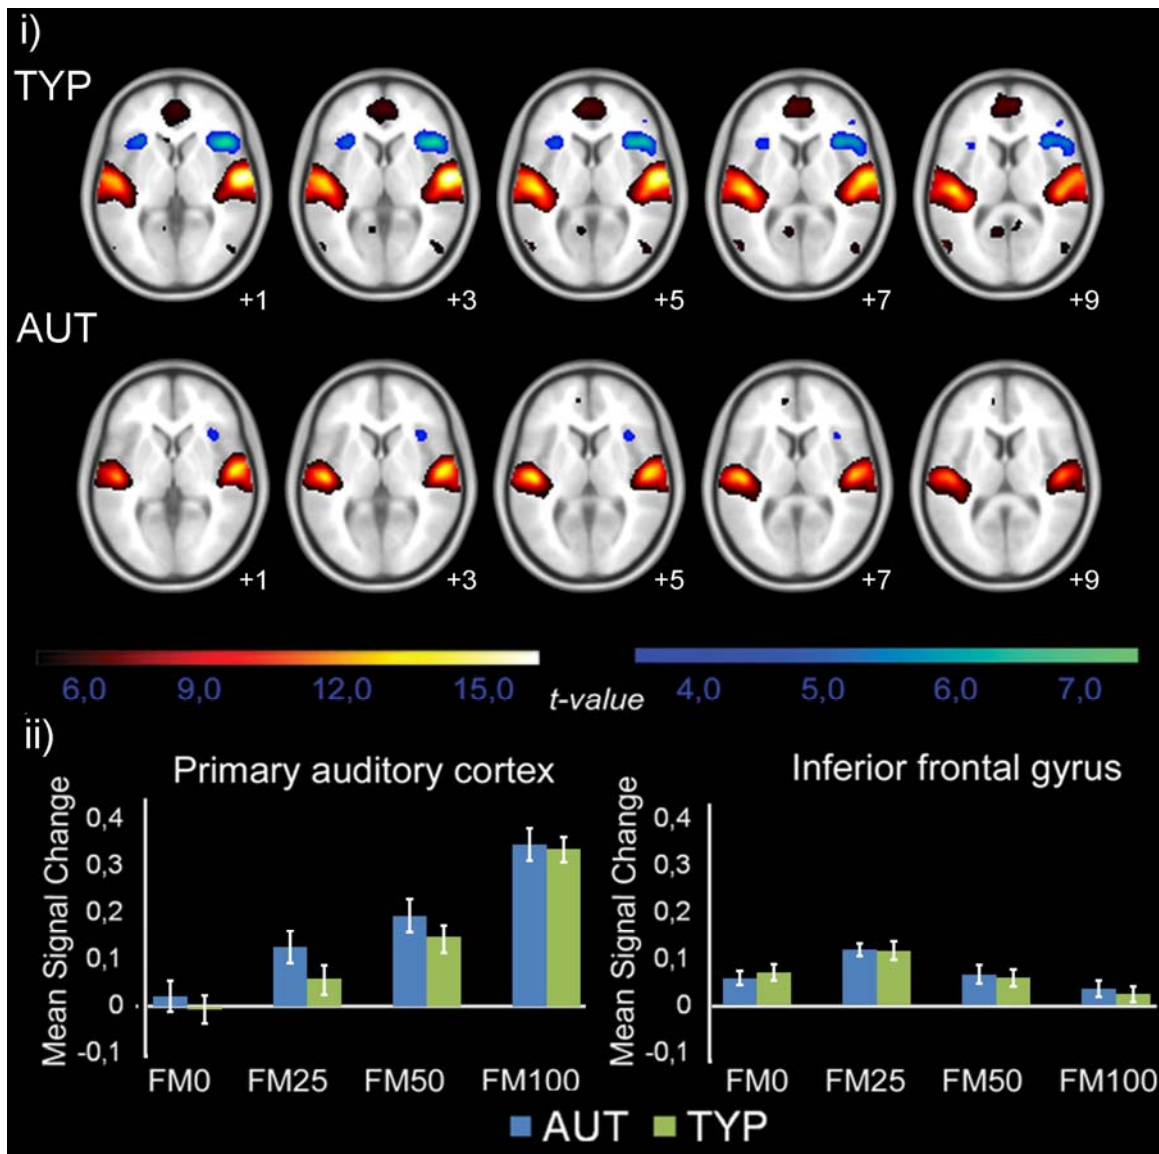 i)
TYP
+1 +3 +5 +7 +9
AUT
+1 +3 +5 +7 +9
6,0 9,0 12,0 15,0 t-value 4,0 5,0 6,0 7,0
ii)
Primary auditory cortex
Mean Signal Change
0,4
0,3
0,2
0,1
0
-0,1
FM0 FM25 FM50 FM100
Inferior frontal gyrus
Mean Signal Change
0,4
0,3
0,2
0,1
0
-0,1
FM0 FM25 FM50 FM100
AUT TYP